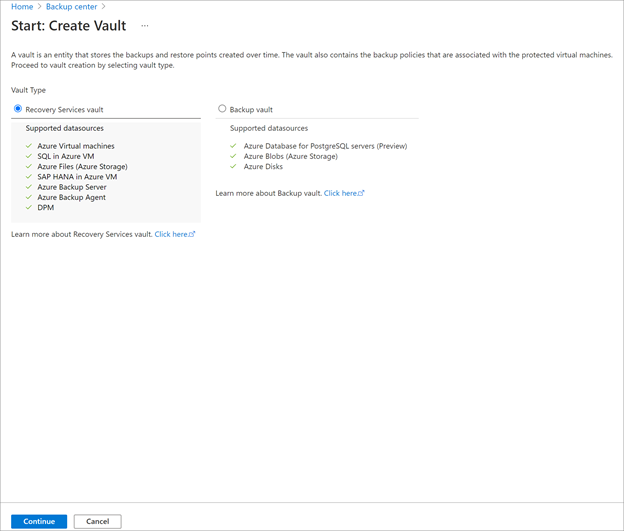 Home > Backup center >
Start: Create Vault ...
A vault is an entity that stores the backups and restore points created over time. The vault also contains the backup policies that are associated with the protected virtual machines.
Proceed to vault creation by selecting vault type.
Vault Type
Recovery Services vault
Supported datasources
Azure Virtual machines
SQL in Azure VM
Azure Files (Azure Storage)
SAP HANA in Azure VM
Azure Backup Server
Azure Backup Agent
DPM
Learn more about Recovery Services vault. Click here.
Backup vault
Supported datasources
Azure Database for PostgreSQL servers (Preview)
Azure Blobs (Azure Storage)
Azure Disks
Learn more about Backup vault. Click here.
Continue
Cancel